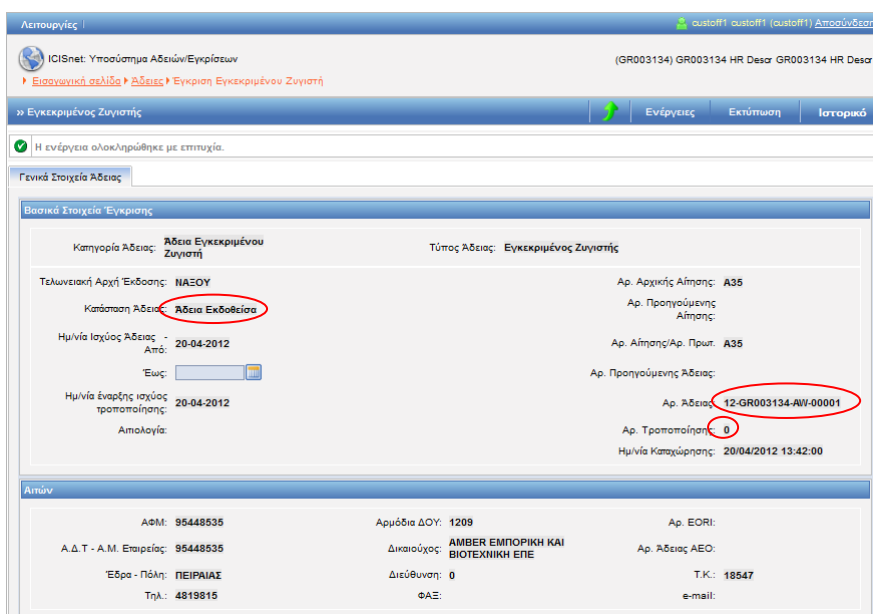 Λειτουργίες
custoff1 custoff1 (custoff1) Αποσύνδεση
ICISnet: Υποσύστημα Αδειών/Εγκρίσεων
(GR003134) GR003134 HR Descr GR003134 HR Descr
Εισαγωγική σελίδα Άδειες Έγκριση Εγκεκριμένου Ζυγιστή
» Εγκεκριμένος Ζυγιστής
Ενέργειες Εκτύπωση Ιστορικό
Η ενέργεια ολοκληρώθηκε με επιτυχία.
Γενικά Στοιχεία Άδειας
Βασικά Στοιχεία Έγκρισης
Κατηγορία Άδειας: Άδεια Εγκεκριμένου Ζυγιστή
Τύπος Άδειας: Εγκεκριμένος Ζυγιστής
Τελωνειακή Αρχή Έκδοσης: ΝΑΞΟΥ
Αρ. Αρχικής Αίτησης: A35
Κατάσταση Άδειας: Άδεια Εκδοθείσα
Αρ. Προηγούμενης Αίτησης:
Ημ/νία Ισχύος Άδειας - Από: 20-04-2012
Αρ. Αίτησης/Αρ. Πρωτ. A35
Έως:
Αρ. Προηγούμενης Άδειας:
Ημ/νία έναρξης ισχύος τροποποίησης: 20-04-2012
Αρ. Άδειας: 12-GR003134-AW-00001
Αιτιολογία:
Αρ. Τροποποίησης: 0
Ημ/νία Καταχώρησης: 20/04/2012 13:42:00
Αιτών
ΑΦΜ: 95448535
Αρμόδια ΔΟΥ: 1209
Αρ. EORI:
Α.Δ.Τ - Α.Μ. Εταιρείας: 95448535
Δικαιούχος: AMBER ΕΜΠΟΡΙΚΗ ΚΑΙ ΒΙΟΤΕΧΝΙΚΗ ΕΠΕ
Αρ. Άδειας ΑΕΟ:
Έδρα - Πόλη: ΠΕΙΡΑΙΑΣ
Διεύθυνση: 0
Τ.Κ.: 18547
Τηλ.: 4819815
ΦΑΞ:
e-mail: